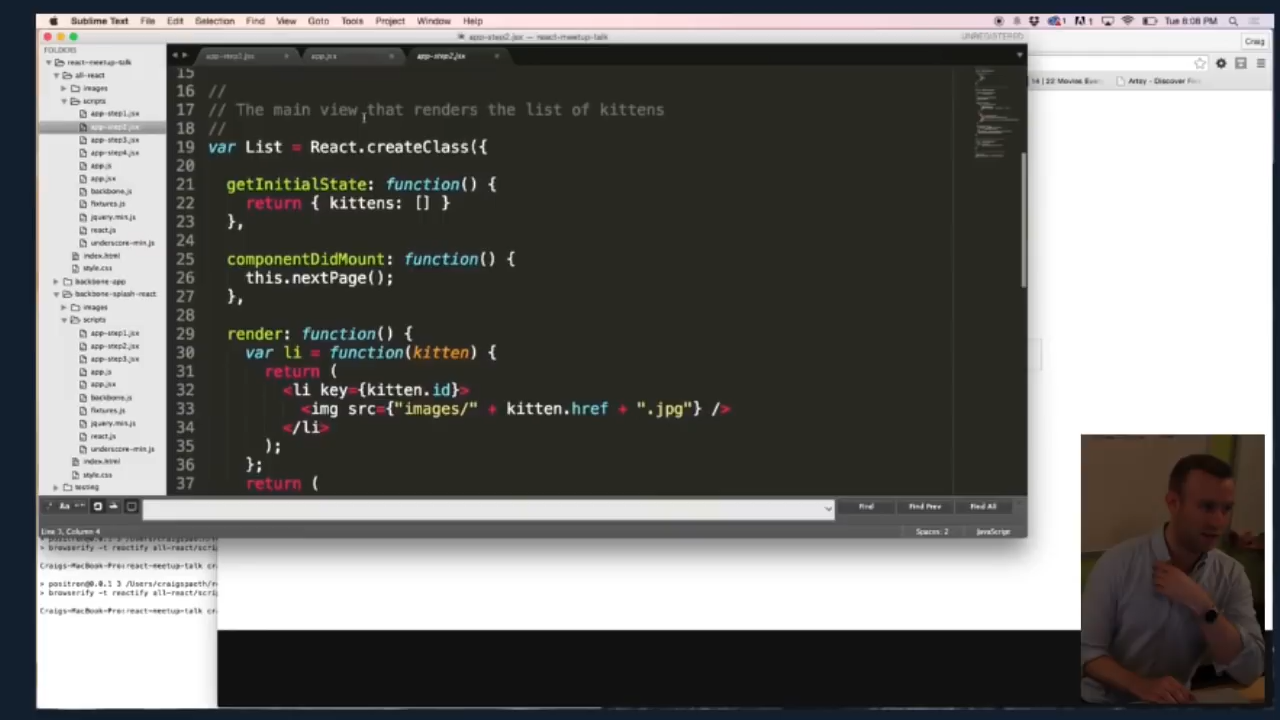 Sublime Text File Edit Selection Find View Goto Tools Project Window Help
Tue 8:08 PM
app-step2.jsx — react-meetup-talk
UNREGISTERED
Craig
FOLDERS
react-meetup-talk
all-react
images
scripts
app-step1.jsx
app-step2.jsx
app-step3.jsx
app-step4.jsx
app.js
app.jsx
backbone.js
fixtures.js
jquery.min.js
react.js
underscore-min.js
index.html
style.css
backbone-app
backbone-splash-react
images
scripts
app-step1.jsx
app-step2.jsx
app-step3.jsx
app.js
app.jsx
backbone.js
fixtures.js
jquery.min.js
react.js
underscore-min.js
index.html
style.css
testing
app-step1.jsx app.jsx app-step2.jsx
15
16 //
17 // The main view that renders the list of kittens
18 //
19 var List = React.createClass({
20
21 getInitialState: function() {
22 return { kittens: [] }
23 },
24
25 componentDidMount: function() {
26 this.nextPage();
27 },
28
29 render: function() {
30 var li = function(kitten) {
31 return (
32 <li key={kitten.id}>
33 <img src={"images/" + kitten.href + ".jpg"} />
34 </li>
35 );
36 };
37 return (
Aa
Find Find Prev Find All
Line 3, Column 4
Spaces: 2 JavaScript
> browserify -t reactify all-react/scri
Craigs-MacBook-Pro:react-meetup-talk cr
> positron@0.0.1 3 /Users/craigspaeth/r
> browserify -t reactify all-react/scri
Craigs-MacBook-Pro:react-meetup-talk cr
Artsy - Discover